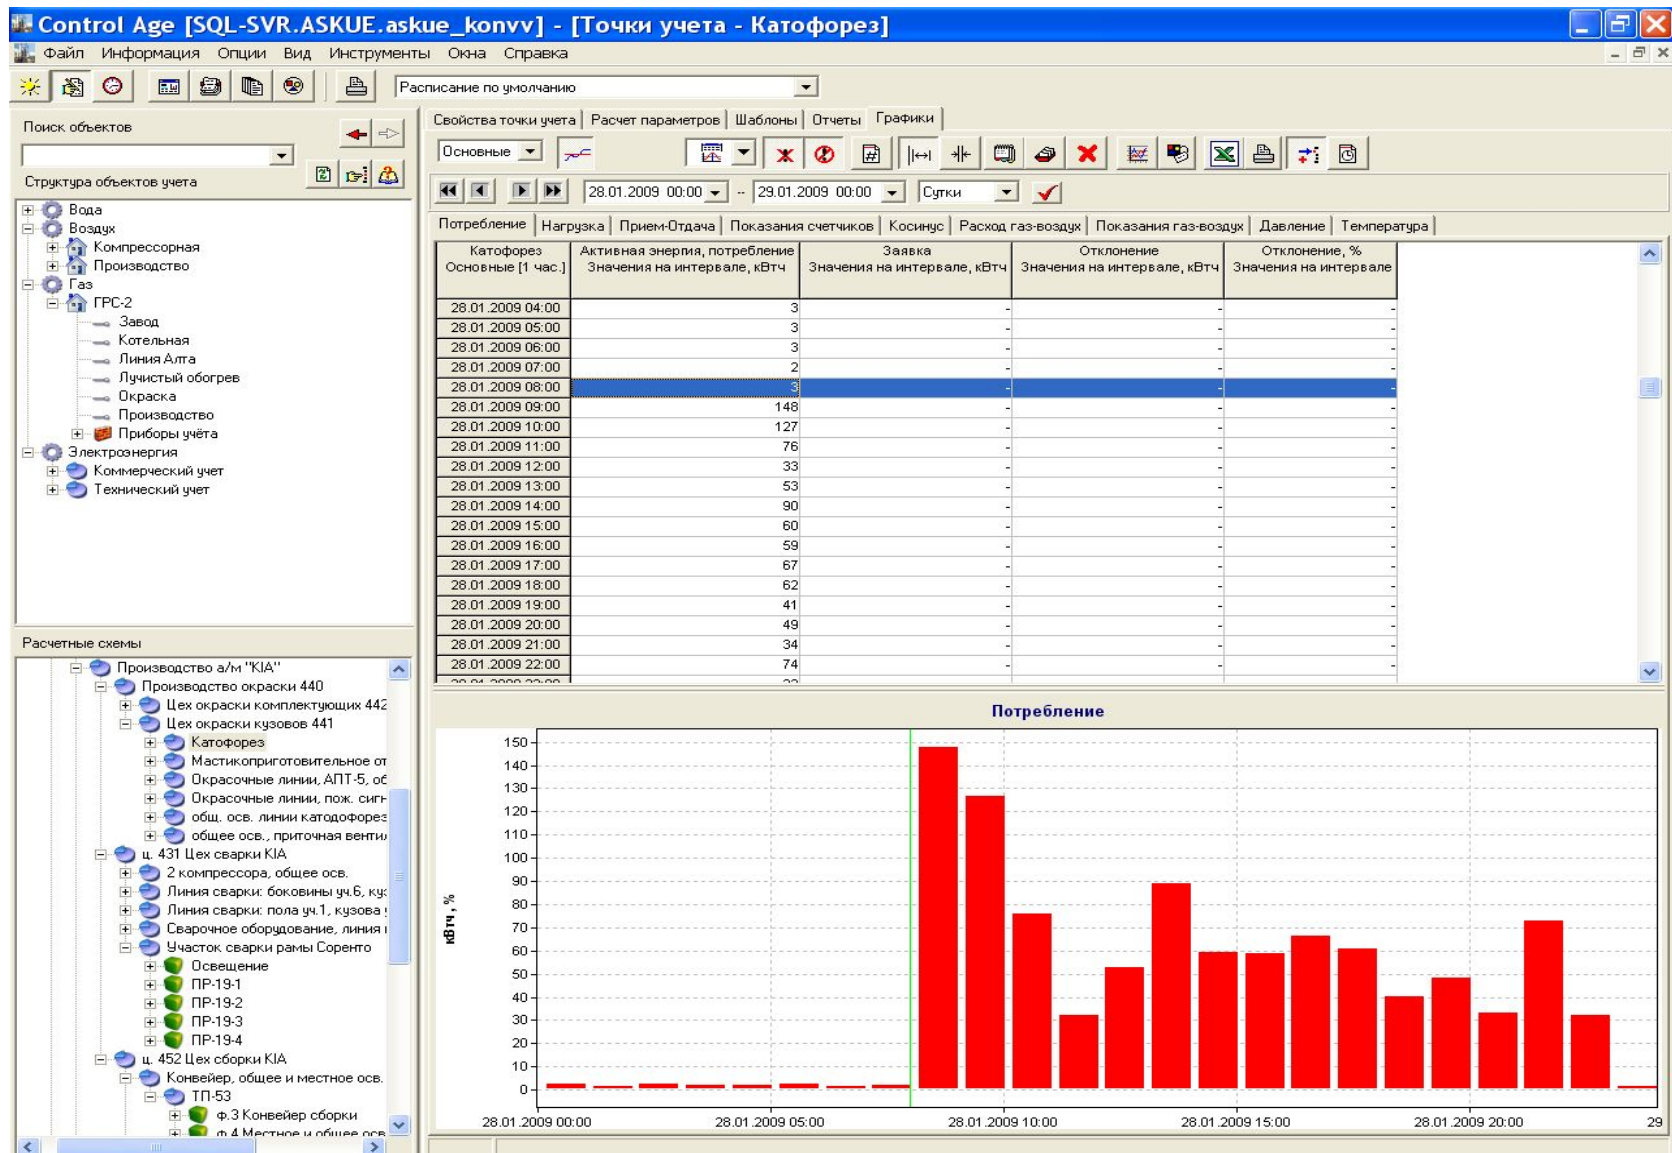 Control Age [SQL-SVR.ASKUE.askue_konvv] - [Точки учета - Катофорез]
Файл Информация Опции Вид Инструменты Окна Справка
Расписание по умолчанию
Поиск объектов
Структура объектов учета
Вода
Воздух
Компрессорная
Производство
Газ
ГРС-2
Завод
Котельная
Линия Алта
Лучистый обогрев
Окраска
Производство
Приборы учёта
Электроэнергия
Коммерческий учет
Технический учет
Расчетные схемы
Производство а/м "KIA"
Производство окраски 440
Цех окраски комплектующих 442
Цех окраски кузовов 441
Катофорез
Мастикоприготовительное от
Окрасочные линии, АПТ-5, об
Окрасочные линии, пож. сигн
общ. осв. линии катодофорез
общее осв., приточная вентил
ц. 431 Цех сварки KIA
2 компрессора, общее осв.
Линия сварки: боковины уч.6, куз
Линия сварки: пола уч.1, кузова
Сварочное оборудование, линия
Участок сварки рамы Соренто
Освещение
ПР-19-1
ПР-19-2
ПР-19-3
ПР-19-4
ц. 452 Цех сборки KIA
Конвейер, общее и местное осв.
ТП-53
ф.3 Конвейер сборки
ф.4 Местное и общее осв
Свойства точки учета Расчет параметров Шаблоны Отчеты Графики
Основные
28.01.2009 00:00 -- 29.01.2009 00:00 Сутки
Потребление Нагрузка Прием-Отдача Показания счетчиков Косинус Расход газ-воздух Показания газ-воздух Давление Температура
Катофорез Активная энергия, потребление Заявка Отклонение Отклонение, %
Основные [1 час.] Значения на интервале, кВтч Значения на интервале, кВтч Значения на интервале, кВтч Значения на интервале
28.01.2009 04:00 3 - - -
28.01.2009 05:00 3 - - -
28.01.2009 06:00 3 - - -
28.01.2009 07:00 2 - - -
28.01.2009 08:00 3 - - -
28.01.2009 09:00 148 - - -
28.01.2009 10:00 127 - - -
28.01.2009 11:00 76 - - -
28.01.2009 12:00 33 - - -
28.01.2009 13:00 53 - - -
28.01.2009 14:00 90 - - -
28.01.2009 15:00 60 - - -
28.01.2009 16:00 59 - - -
28.01.2009 17:00 67 - - -
28.01.2009 18:00 62 - - -
28.01.2009 19:00 41 - - -
28.01.2009 20:00 49 - - -
28.01.2009 21:00 34 - - -
28.01.2009 22:00 74 - - -
Потребление
кВтч , %
150
140
130
120
110
100
90
80
70
60
50
40
30
20
10
0
28.01.2009 00:00 28.01.2009 05:00 28.01.2009 10:00 28.01.2009 15:00 28.01.2009 20:00 29